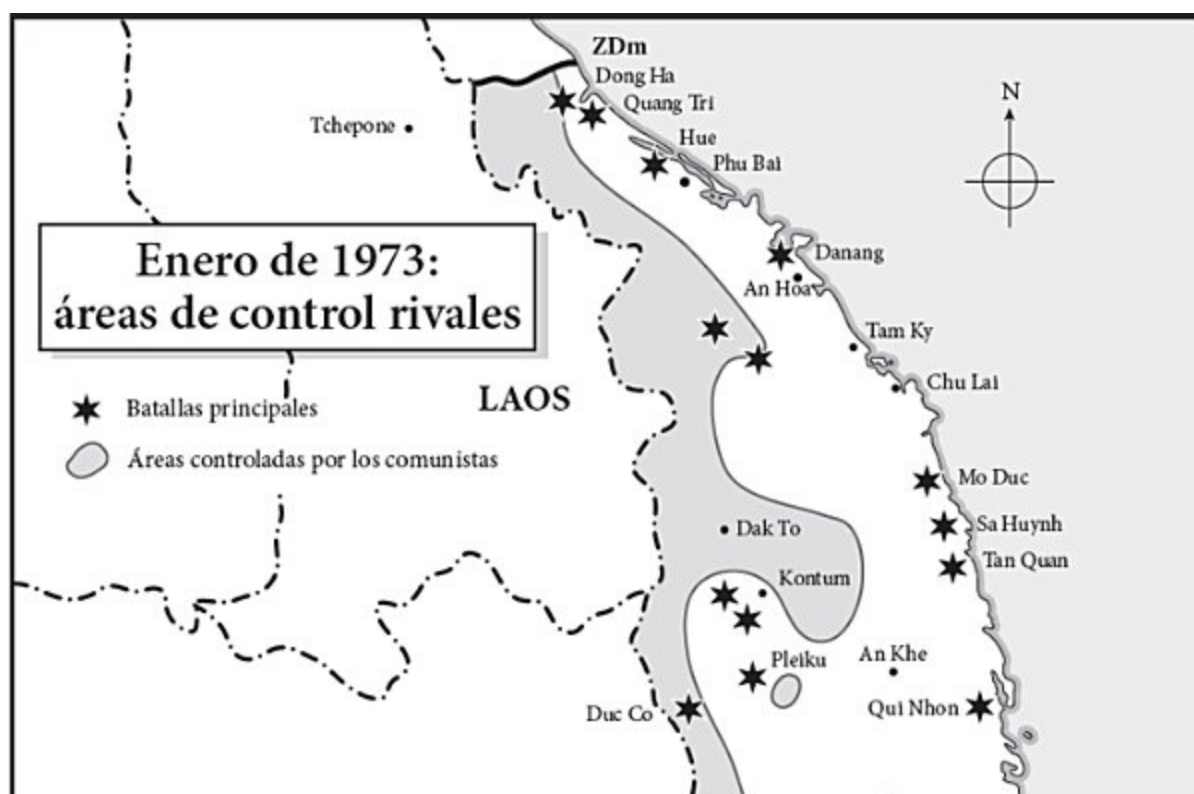 ZDm
Dong Ha
Quang Tri
Tchepone
Hue
Phu Bai
N
Enero de 1973:
áreas de control rivales
Danang
An Hoa
Tam Ky
Chu Lai
LAOS
Batallas principales
Áreas controladas por los comunistas
Mo Duc
Sa Huynh
Dak To
Tan Quan
Kontum
Pleiku
An Khe
Duc Co
Qui Nhon